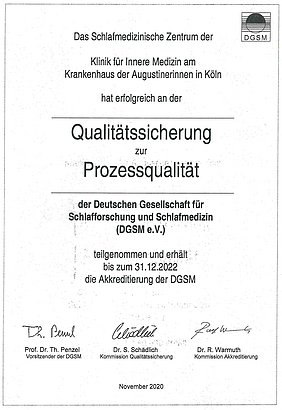 DGSM
Das Schlafmedizinische Zentrum der
Klinik für Innere Medizin am
Krankenhaus der Augustinerinnen in Köln
hat erfolgreich an der
Qualitätssicherung
zur
Prozessqualität
der Deutschen Gesellschaft für
Schlafforschung und Schlafmedizin
(DGSM e.V.)
teilgenommen und erhält
bis zum 31.12.2022
die Akkreditierung der DGSM
Prof. Dr. Th. Penzel
Vorsitzender der DGSM
Dr. S. Schädlich
Kommission Qualitätssicherung
Dr. R. Warmuth
Kommission Akkreditierung
November 2020